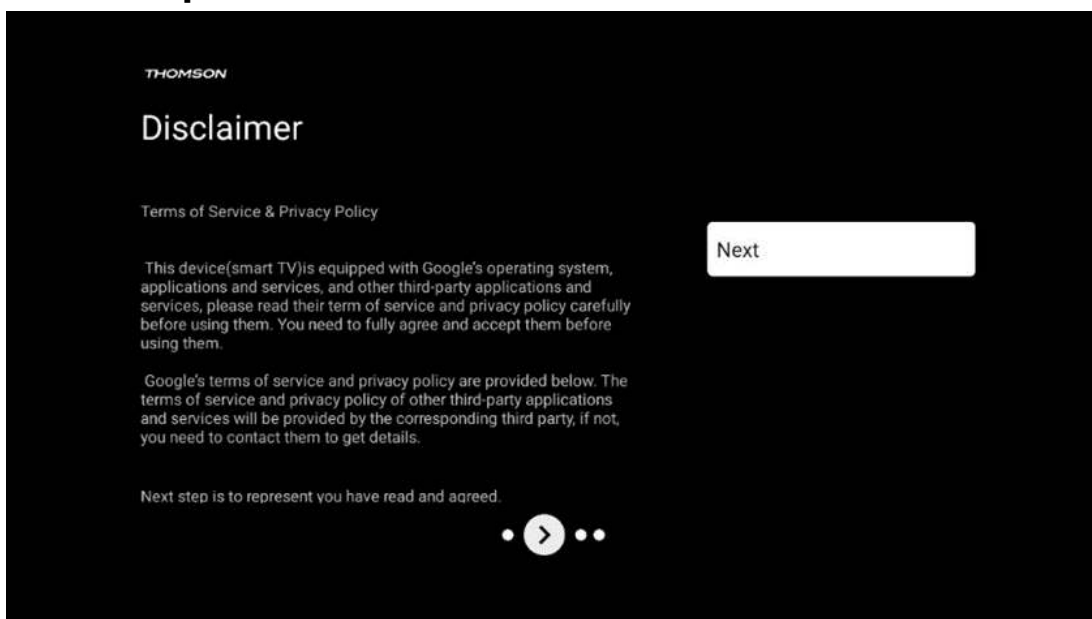 THOMSON
Disclaimer
Terms of Service & Privacy Policy
Next
This device(smart TV)is equipped with Google's operating system,
applications and services, and other third-party applications and
services, please read their term of service and privacy policy carefully
before using them. You need to fully agree and accept them before
using them.
Google's terms of service and privacy policy are provided below. The
terms of service and privacy policy of other third-party applications
and services will be provided by the corresponding third party, if not,
you need to contact them to get details.
Next step is to represent you have read and agreed.